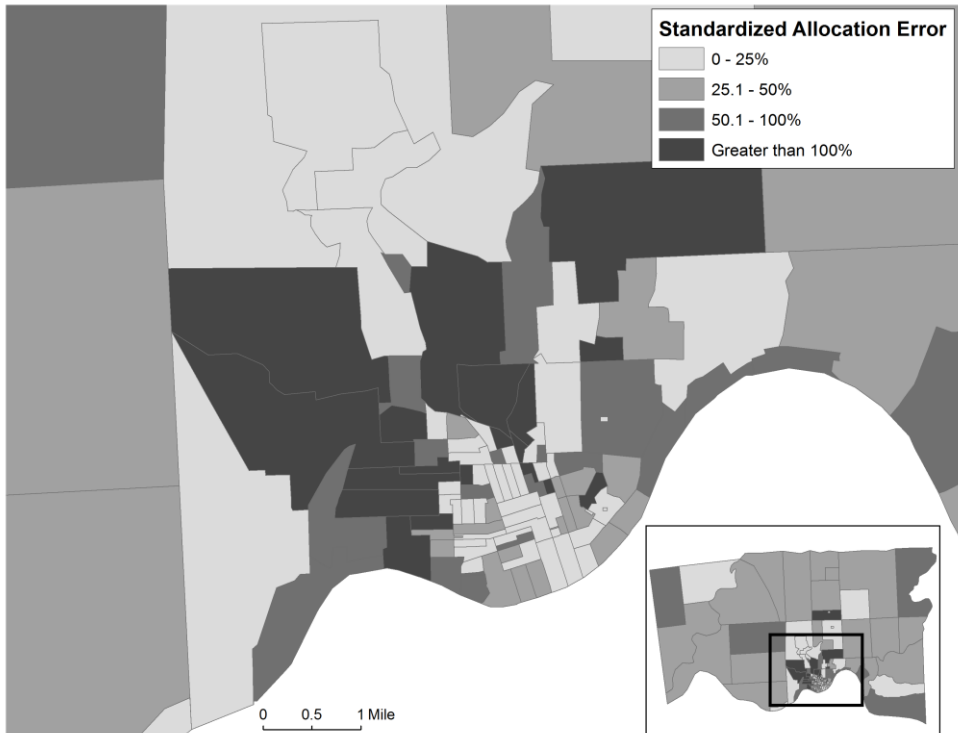 Standardized Allocation Error
0 - 25%
25.1 - 50%
50.1 - 100%
Greater than 100%
0 0.5 1 Mile